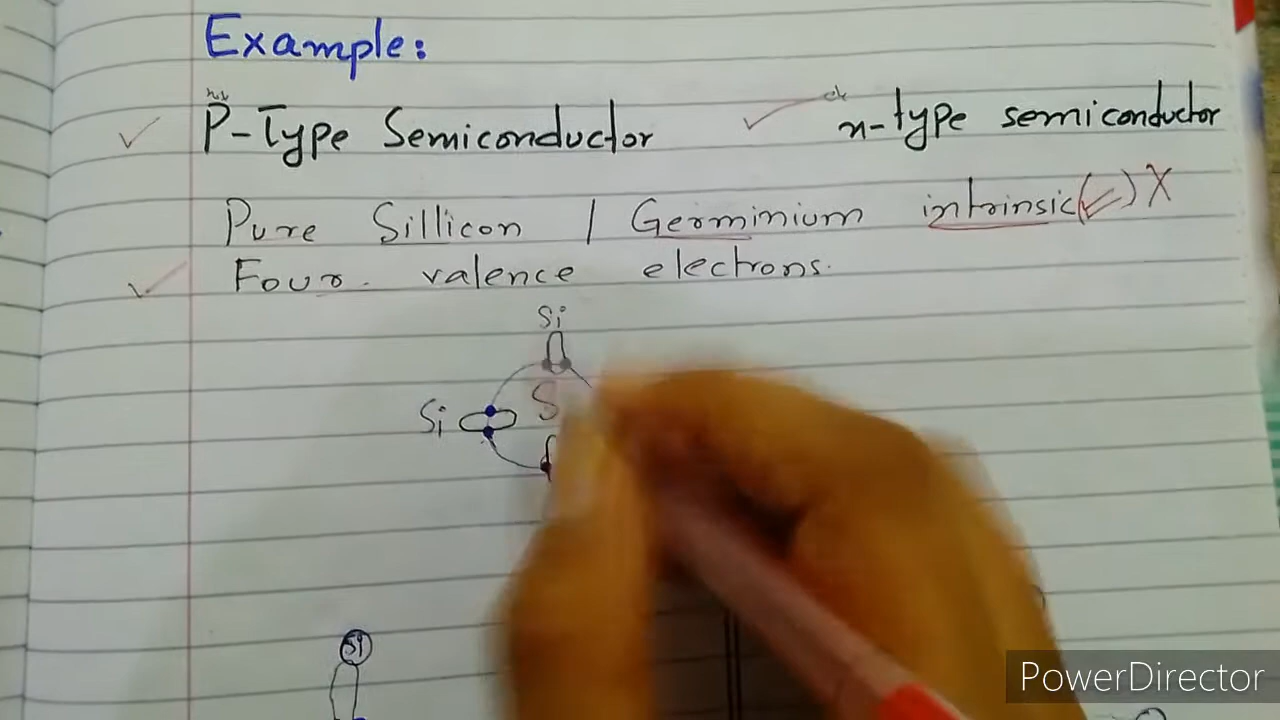 Example:
P-Type Semiconductor n-type semiconductor
Pure Sillicon / Germinium intrinsic(✓) X
Four valence electrons.
Si
Si S
Si
PowerDirector